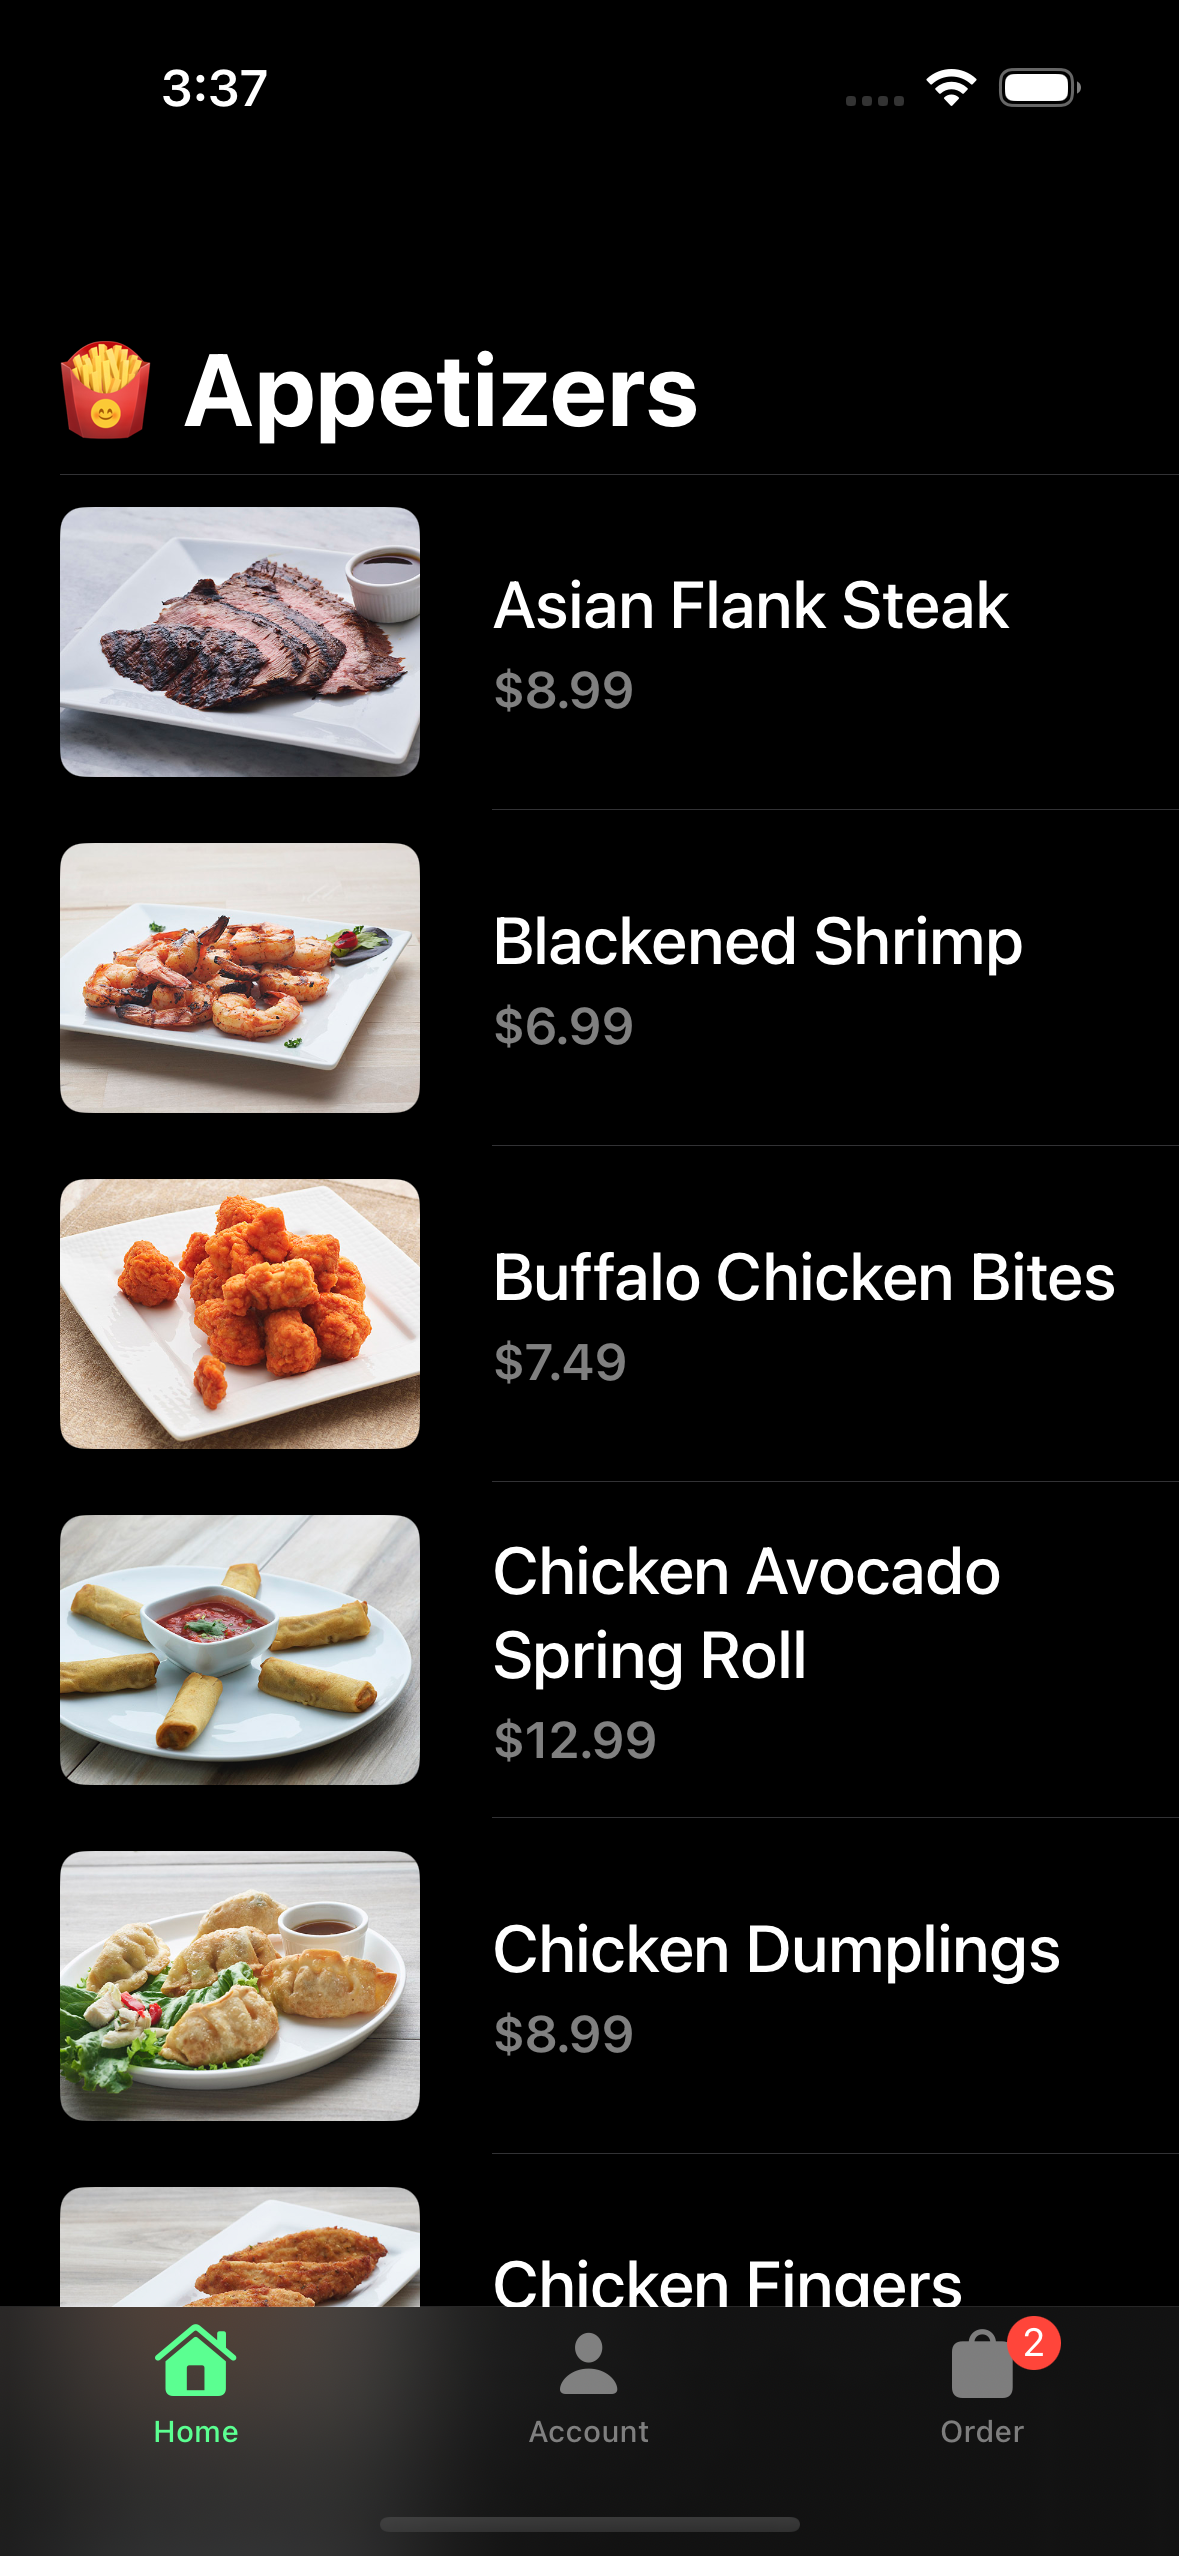 3:37
Appetizers
Asian Flank Steak
$8.99
Blackened Shrimp
$6.99
Buffalo Chicken Bites
$7.49
Chicken Avocado
Spring Roll
$12.99
Chicken Dumplings
$8.99
Chicken Fingers
2
Home
Account
Order